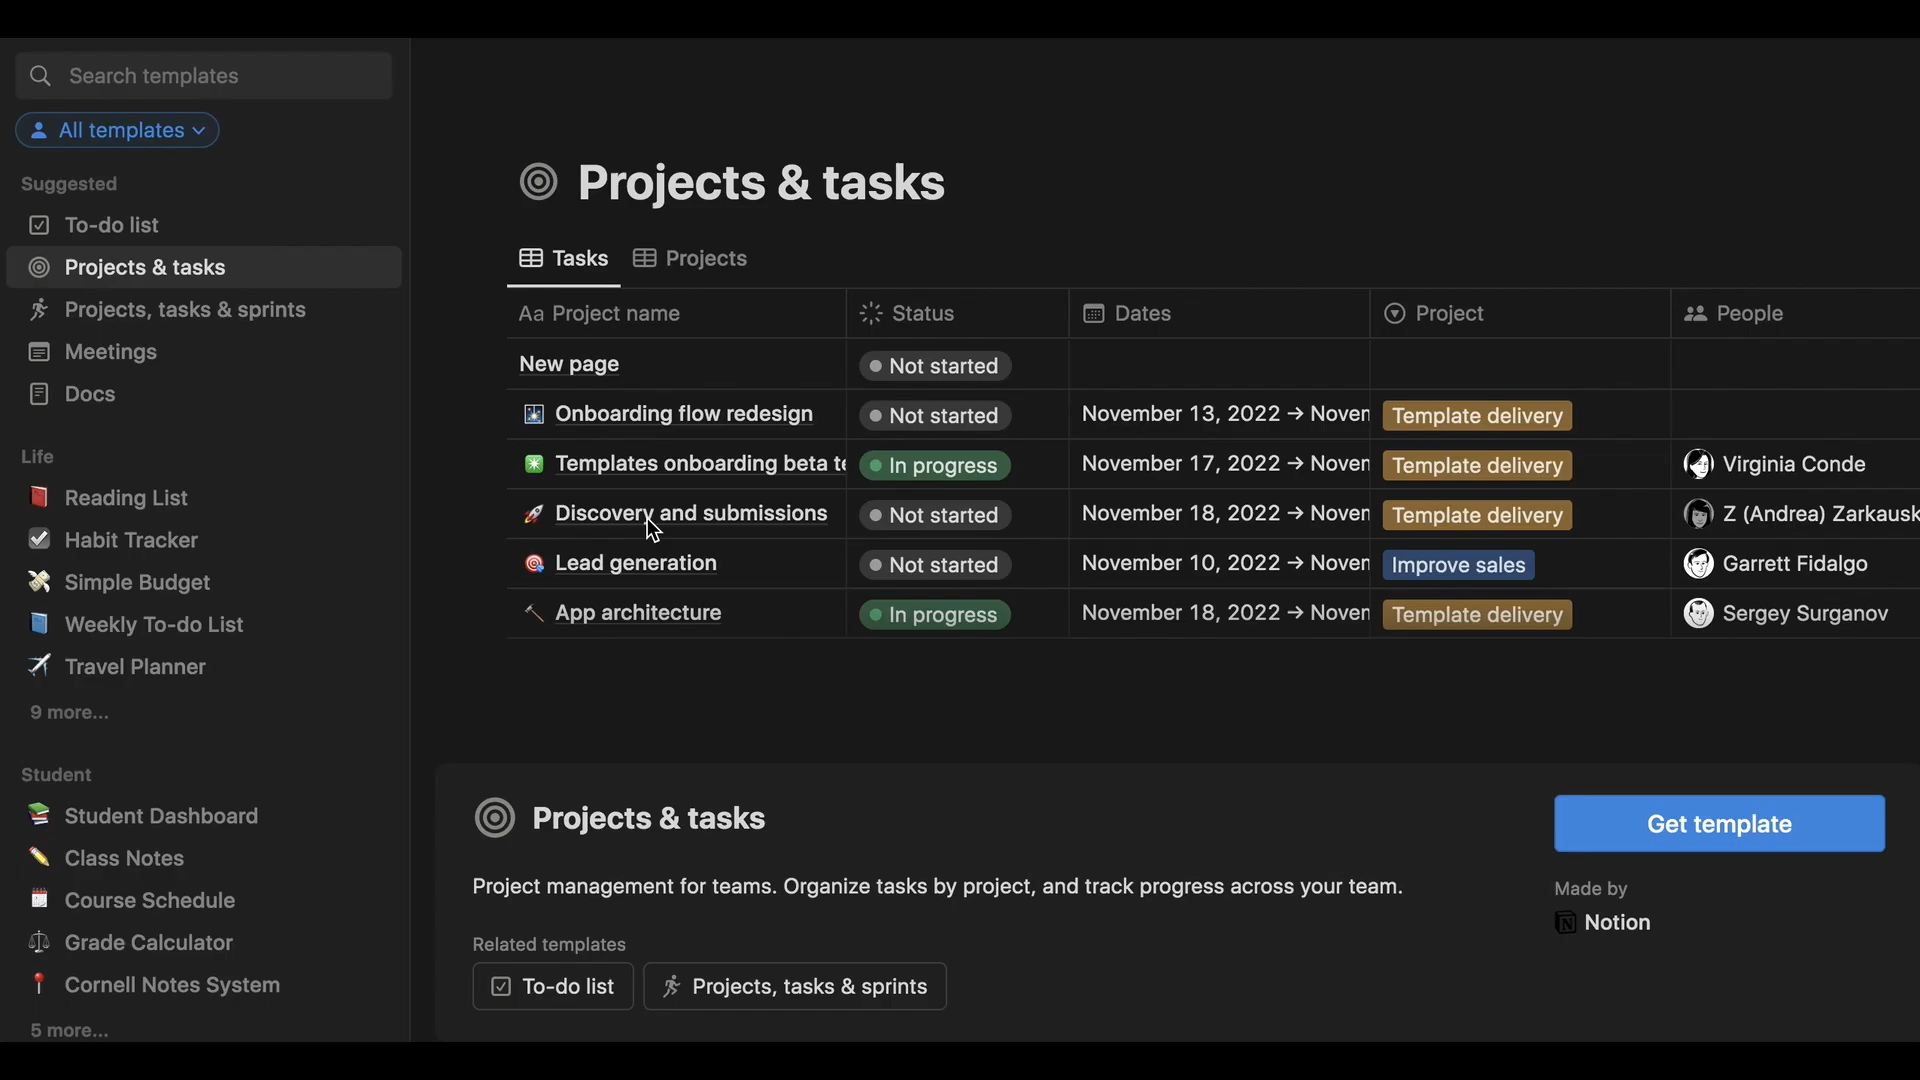 Search templates
All templates
Suggested
To-do list
Projects & tasks
Projects, tasks & sprints
Meetings
Docs
Life
Reading List
Habit Tracker
Simple Budget
Weekly To-do List
Travel Planner
9 more...
Student
Student Dashboard
Class Notes
Course Schedule
Grade Calculator
Cornell Notes System
5 more...
Projects & tasks
Tasks Projects
Aa Project name Status Dates Project People
New page Not started
Onboarding flow redesign Not started November 13, 2022 → Template delivery
Templates onboarding beta In progress November 17, 2022 → Template delivery Virginia Conde
Discovery and submissions Not started November 18, 2022 → Template delivery Z (Andrea)
Lead generation Not started November 10, 2022 → Improve sales Garrett Fidalgo
App architecture In progress November 18, 2022 → Template delivery Sergey Surganov
Projects & tasks
Get template
Project management for teams. Organize tasks by project, and track progress across your team.
Made by
Notion
Related templates
To-do list Projects, tasks & sprints